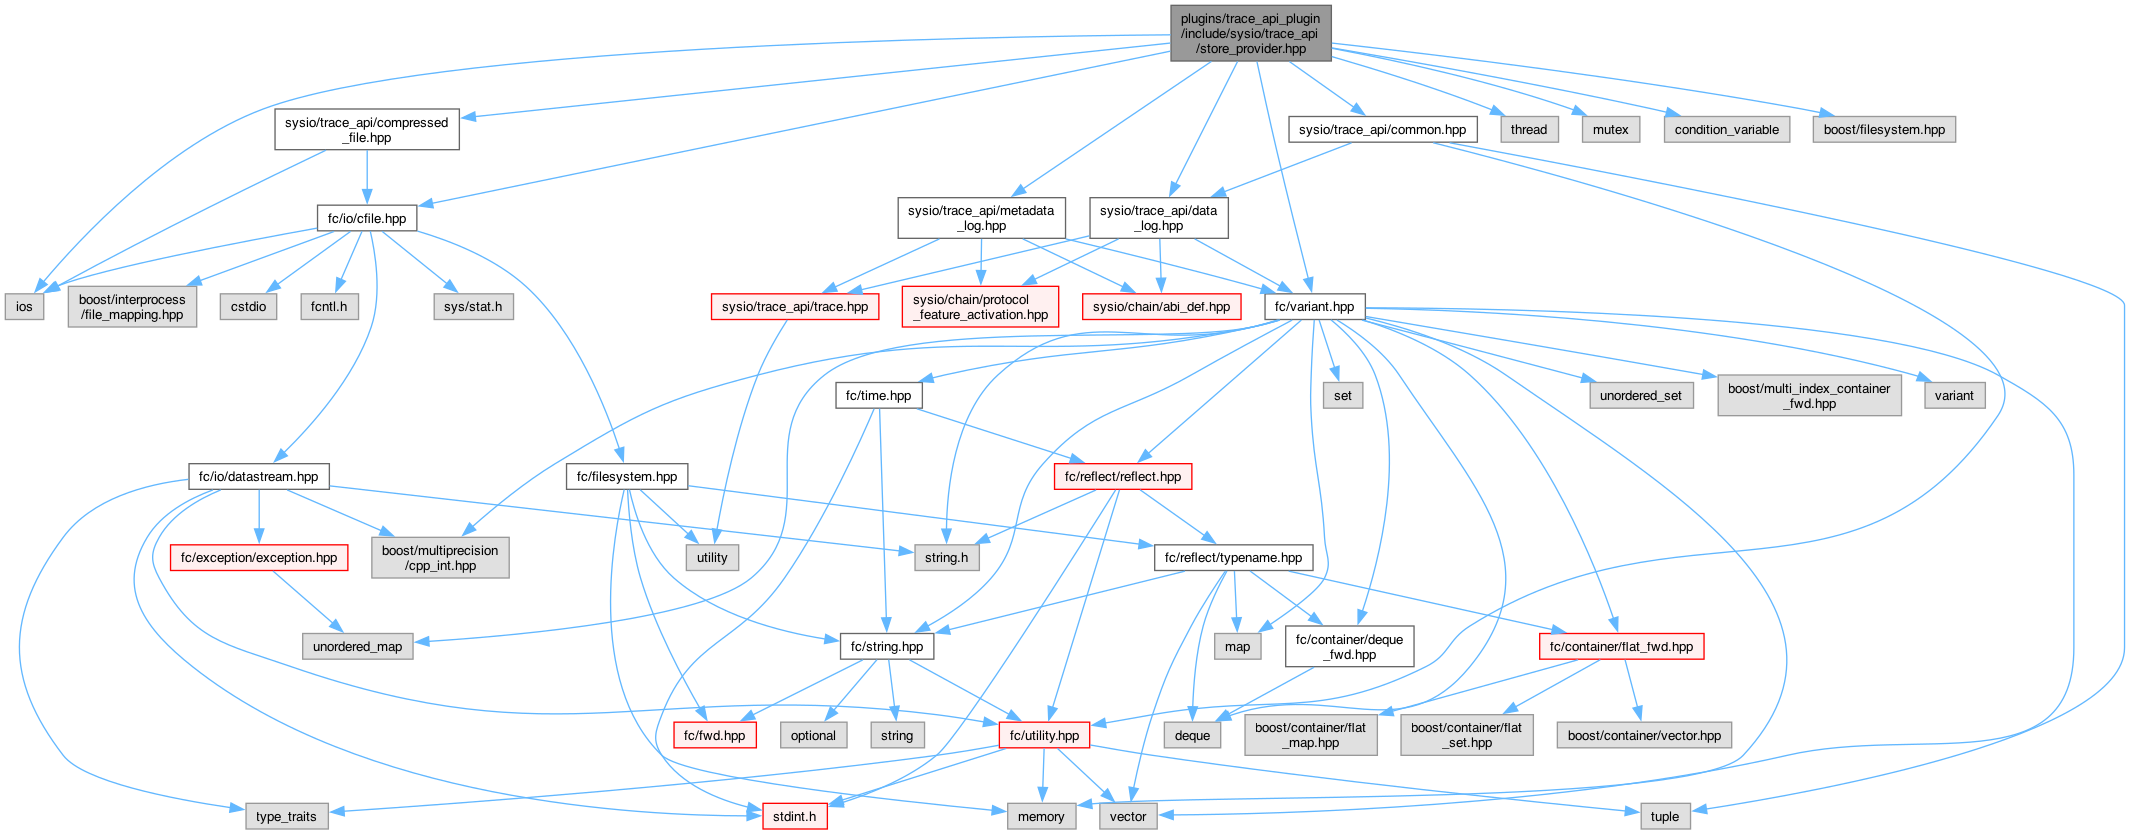 plugins/trace_api_plugin
/include/sysio/trace_api
/store_provider.hpp
sysio/trace_api/compressed
_file.hpp
sysio/trace_api/common.hpp
thread
mutex
condition_variable
boost/filesystem.hpp
fc/io/cfile.hpp
sysio/trace_api/metadata
_log.hpp
sysio/trace_api/data
_log.hpp
ios
boost/interprocess
/file_mapping.hpp
cstdio
fcntl.h
sys/stat.h
sysio/trace_api/trace.hpp
sysio/chain/protocol
_feature_activation.hpp
sysio/chain/abi_def.hpp
fc/variant.hpp
fc/time.hpp
set
unordered_set
boost/multi_index_container
_fwd.hpp
variant
fc/io/datastream.hpp
fc/filesystem.hpp
fc/reflect/reflect.hpp
fc/exception/exception.hpp
boost/multiprecision
/cpp_int.hpp
utility
string.h
fc/reflect/typename.hpp
unordered_map
fc/string.hpp
map
fc/container/deque
_fwd.hpp
fc/container/flat_fwd.hpp
fc/fwd.hpp
optional
string
fc/utility.hpp
deque
boost/container/flat
_map.hpp
boost/container/flat
_set.hpp
boost/container/vector.hpp
type_traits
stdint.h
memory
vector
tuple